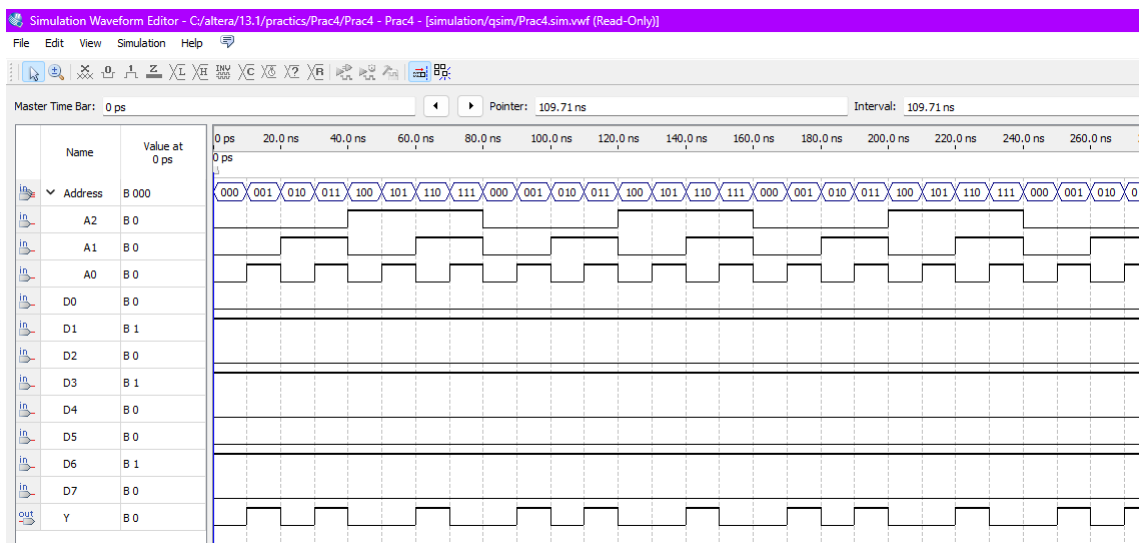 Simulation Waveform Editor - C:/altera/13.1/practics/Prac4/Prac4 - Prac4 - [simulation/qsim/Prac4.sim.vwf (Read-Only)]
File Edit View Simulation Help
Master Time Bar: 0 ps Pointer: 109.71 ns Interval: 109.71 ns
Name Value at 0 ps
0 ps 20.0 ns 40.0 ns 60.0 ns 80.0 ns 100.0 ns 120.0 ns 140.0 ns 160.0 ns 180.0 ns 200.0 ns 220.0 ns 240.0 ns 260.0 ns
0 ps
Address B 000 000 001 010 011 100 101 110 111 000 001 010 011 100 101 110 111 000 001 010 011 100 101 110 111 000 001 010 0
A2 B 0
A1 B 0
A0 B 0
D0 B 0
D1 B 1
D2 B 0
D3 B 1
D4 B 0
D5 B 0
D6 B 1
D7 B 0
Y B 0